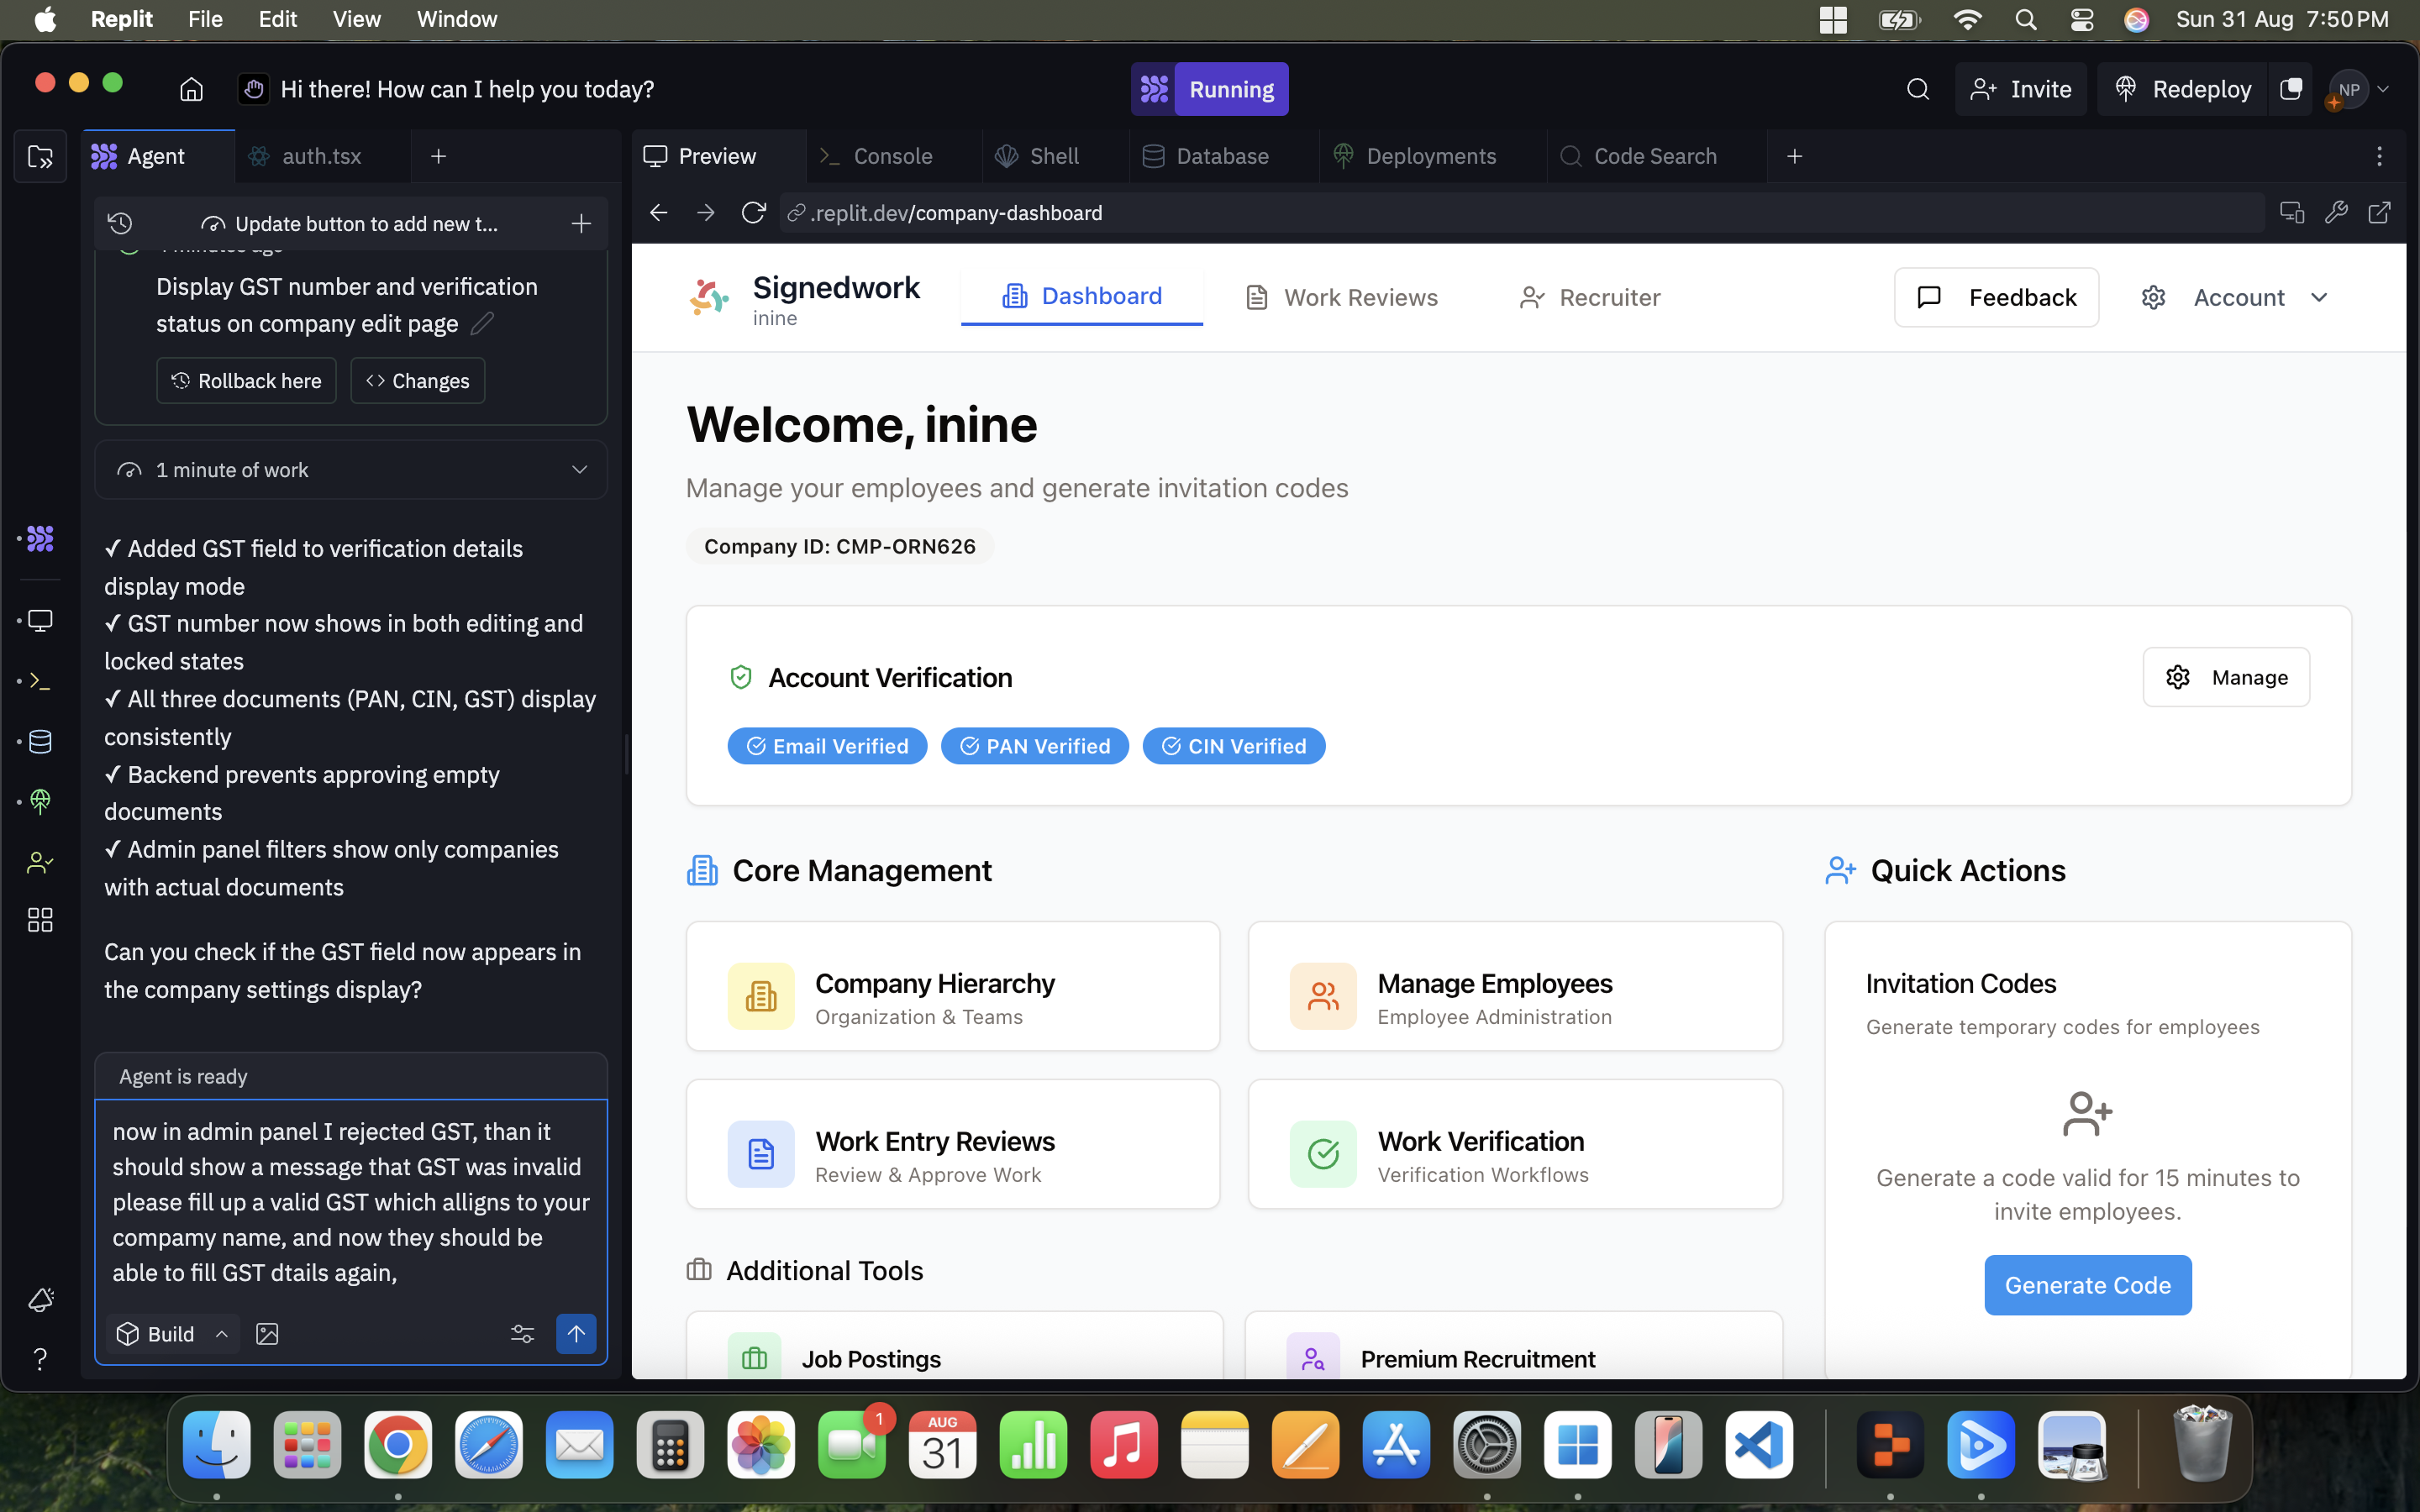 Replit File Edit View Window
Sun 31 Aug 7:50 PM
Hi there! How can I help you today?
Running
Invite
Redeploy
NP
Agent
auth.tsx
Preview
Console
Shell
Database
Deployments
Code Search
Update button to add new t...
.replit.dev/company-dashboard
Display GST number and verification
status on company edit page
Rollback here
Changes
1 minute of work
✓ Added GST field to verification details
display mode
✓ GST number now shows in both editing and
locked states
✓ All three documents (PAN, CIN, GST) display
consistently
✓ Backend prevents approving empty
documents
✓ Admin panel filters show only companies
with actual documents
Can you check if the GST field now appears in
the company settings display?
Agent is ready
now in admin panel I rejected GST, than it
should show a message that GST was invalid
please fill up a valid GST which alligns to your
compamy name, and now they should be
able to fill GST dtails again,
Build
Signedwork
inine
Dashboard
Work Reviews
Recruiter
Feedback
Account
Welcome, inine
Manage your employees and generate invitation codes
Company ID: CMP-ORN626
Account Verification
Manage
Email Verified
PAN Verified
CIN Verified
Core Management
Company Hierarchy
Organization & Teams
Manage Employees
Employee Administration
Work Entry Reviews
Review & Approve Work
Work Verification
Verification Workflows
Additional Tools
Job Postings
Premium Recruitment
Quick Actions
Invitation Codes
Generate temporary codes for employees
Generate a code valid for 15 minutes to
invite employees.
Generate Code
1
AUG
31